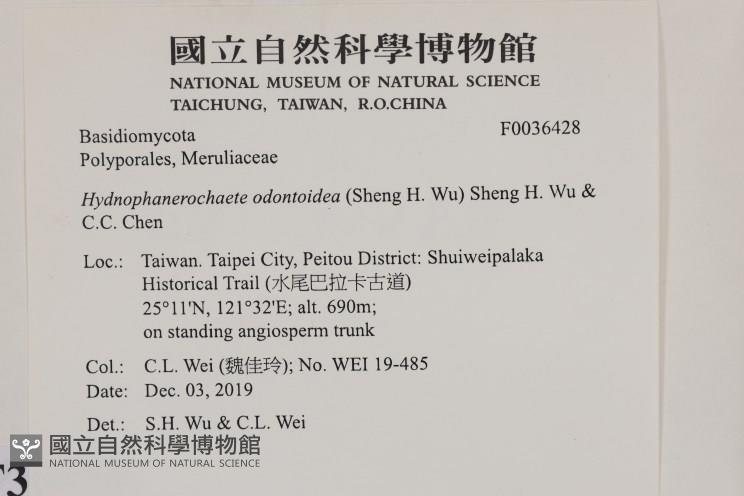 國立自然科學博物館
NATIONAL MUSEUM OF NATURAL SCIENCE
TAICHUNG, TAIWAN, R.O.CHINA
Basidiomycota F0036428
Polyporales, Meruliaceae
Hydnophanerochaete odontoidea (Sheng H. Wu) Sheng H. Wu &
C.C. Chen
Loc.: Taiwan. Taipei City, Peitou District: Shuiweipalaka
Historical Trail (水尾巴拉卡古道)
25°11'N, 121°32'E; alt. 690m;
on standing angiosperm trunk
Col.: C.L. Wei (魏佳玲); No. WEI 19-485
Date: Dec. 03, 2019
Det.: S.H. Wu & C.L. Wei
國立自然科學博物館
NATIONAL MUSEUM OF NATURAL SCIENCE